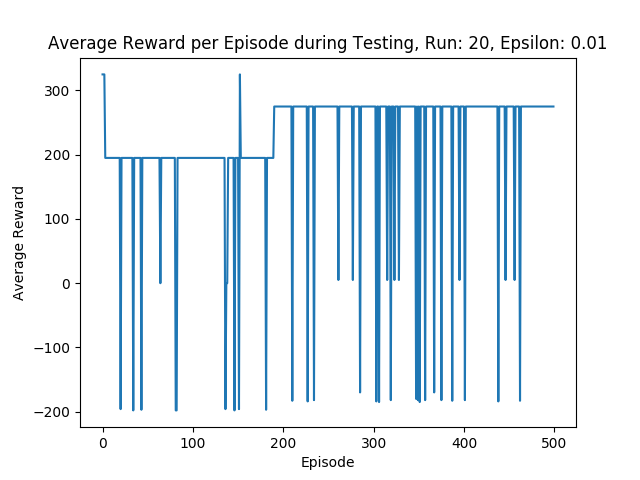 Average Reward per Episode during Testing, Run: 20, Epsilon: 0.01
300
200
100
0
−100
−200
Average Reward
0 100 200 300 400 500
Episode